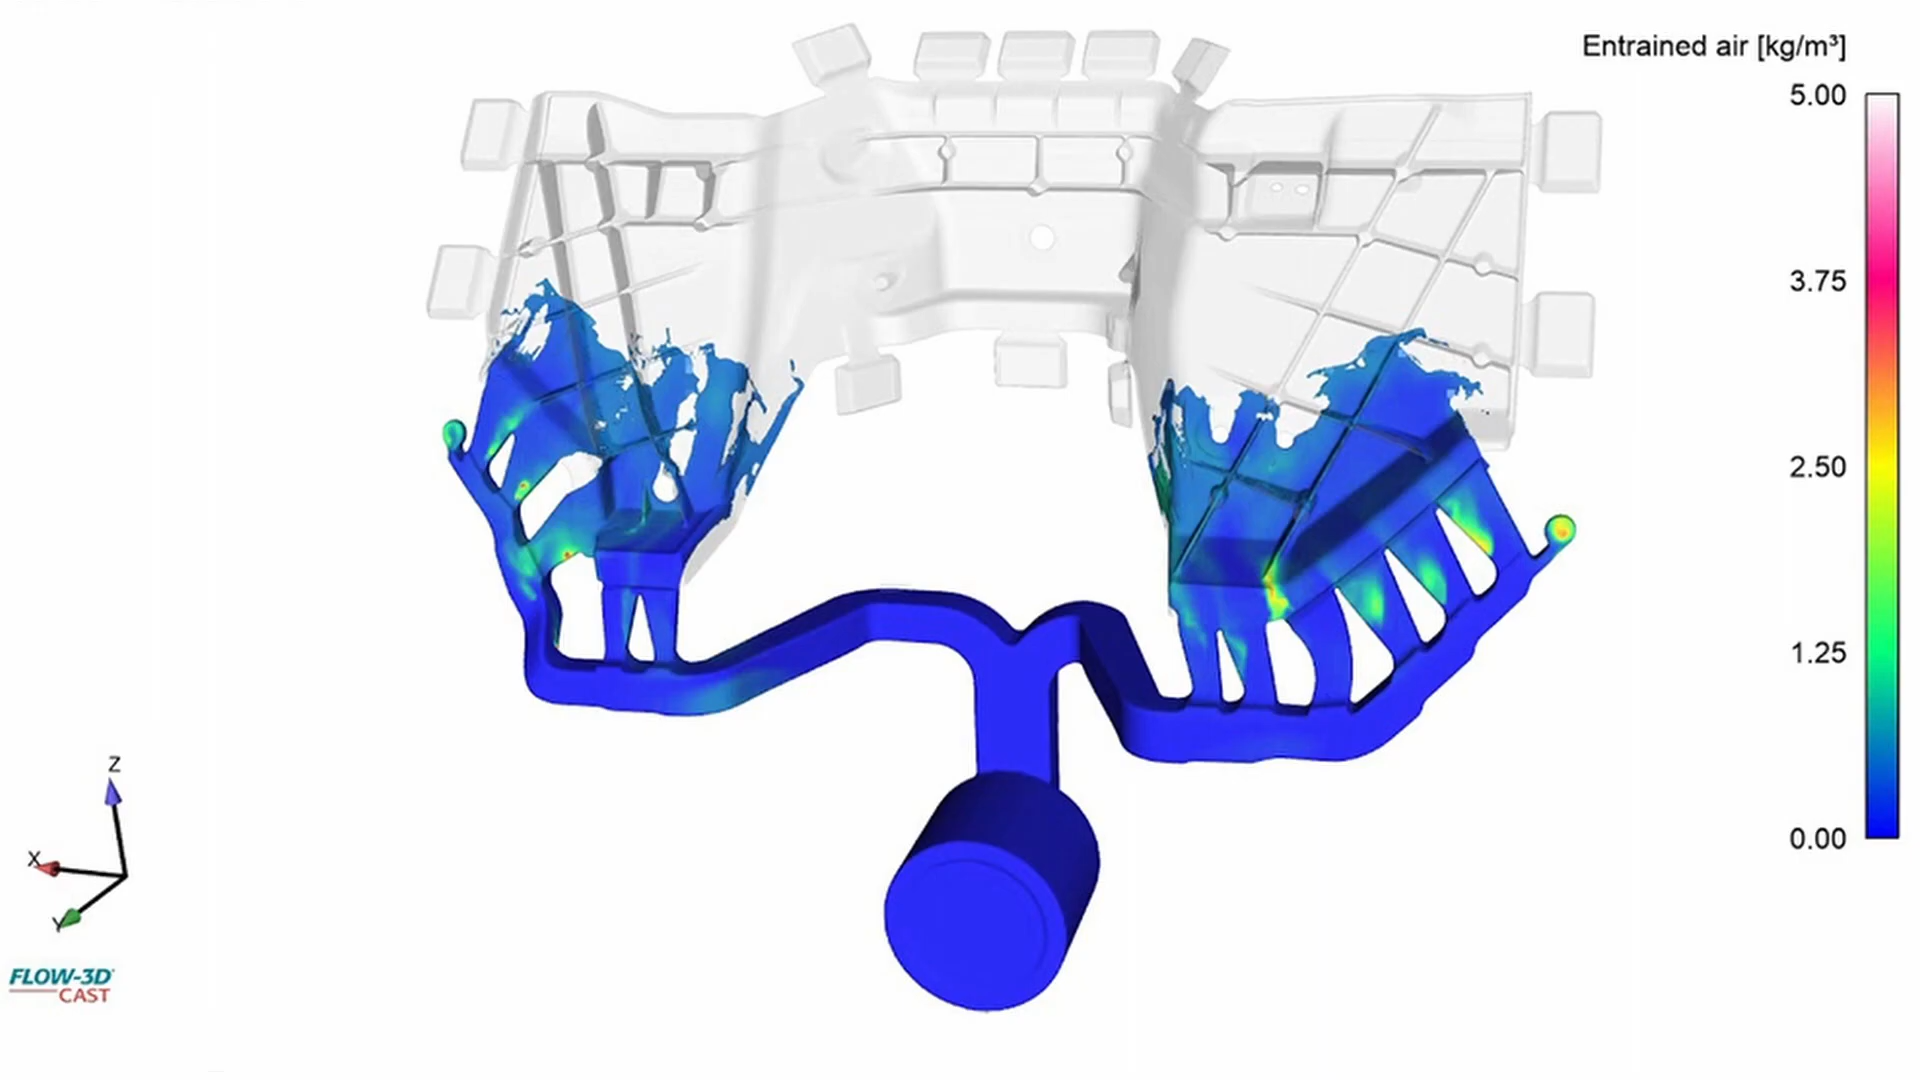 Entrained air [kg/m³]
5.00
3.75
2.50
1.25
0.00
Z
X
Y
FLOW-3D
CAST